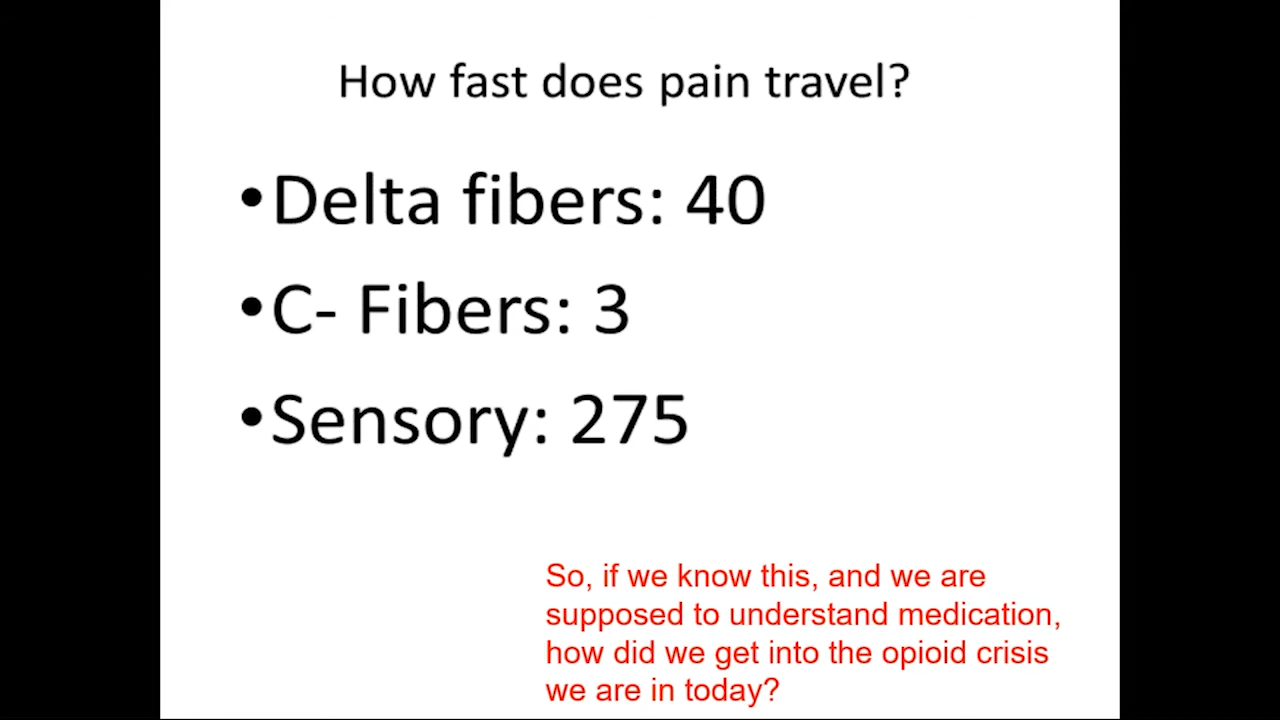 How fast does pain travel?
•Delta fibers: 40
•C- Fibers: 3
•Sensory: 275
So, if we know this, and we are
supposed to understand medication,
how did we get into the opioid crisis
we are in today?